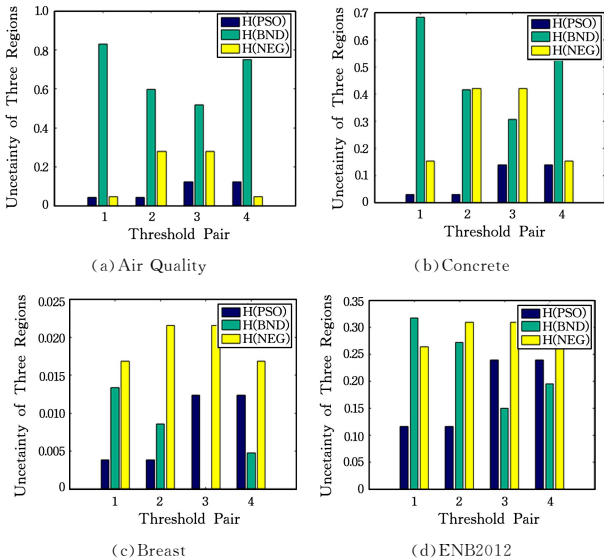 Uncetainty of Three Regions
1.0
0.8
0.6
0.4
0.2
0
H(PSO)
H(BND)
H(NEG)
1 2 3 4
Threshold Pair
(a)Air Quality
Uncetainty of Three Regions
0.7
0.6
0.5
0.4
0.3
0.2
0.1
0
H(PSO)
H(BND)
H(NEG)
1 2 3 4
Threshold Pair
(b)Concrete
Uncetainty of Three Regions
0.025
0.020
0.015
0.010
0.005
0
H(PSO)
H(BND)
H(NEG)
1 2 3 4
Threshold Pair
(c)Breast
Uncetainty of Three Regions
0.35
0.30
0.25
0.20
0.15
0.10
0.05
0
H(PSO)
H(BND)
H(NEG)
1 2 3 4
Threshold Pair
(d)ENB2012